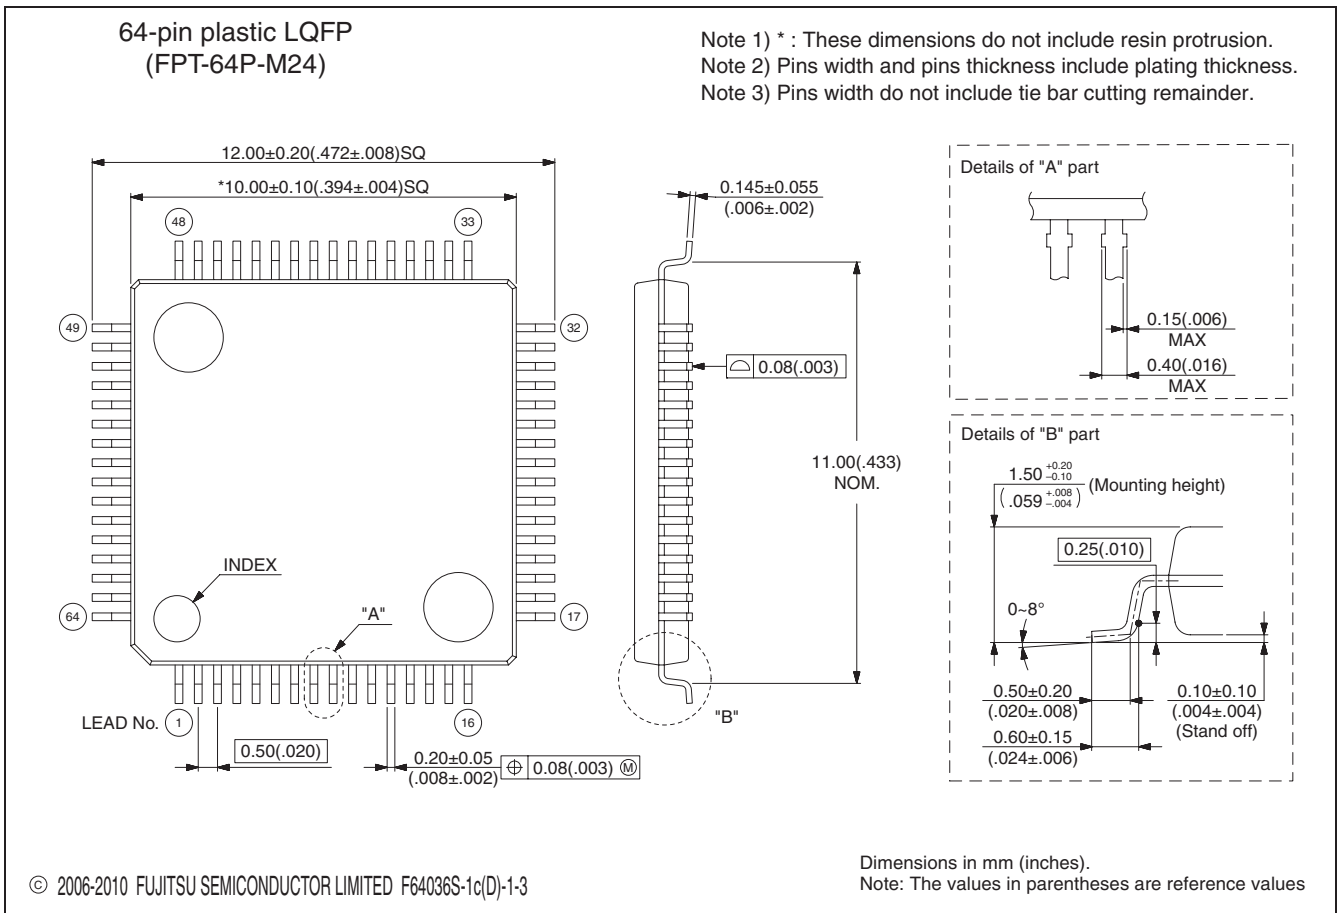 64-pin plastic LQFP
(FPT-64P-M24)
Note 1) * : These dimensions do not include resin protrusion.
Note 2) Pins width and pins thickness include plating thickness.
Note 3) Pins width do not include tie bar cutting remainder.
12.00±0.20(.472±.008)SQ
*10.00±0.10(.394±.004)SQ
48
33
49
32
INDEX
64
17
"A"
LEAD No.
1
16
0.50(.020)
0.20±0.05
(.008±.002)
⌖ 0.08(.003) Ⓜ
0.145±0.055
(.006±.002)
⌓ 0.08(.003)
11.00(.433)
NOM.
"B"
Details of "A" part
0.15(.006)
MAX
0.40(.016)
MAX
Details of "B" part
1.50 +0.20 −0.10
(.059 +.008 −.004)
(Mounting height)
0.25(.010)
0~8°
0.50±0.20
(.020±.008)
0.60±0.15
(.024±.006)
0.10±0.10
(.004±.004)
(Stand off)
© 2006-2010 FUJITSU SEMICONDUCTOR LIMITED F64036S-1c(D)-1-3
Dimensions in mm (inches).
Note: The values in parentheses are reference values